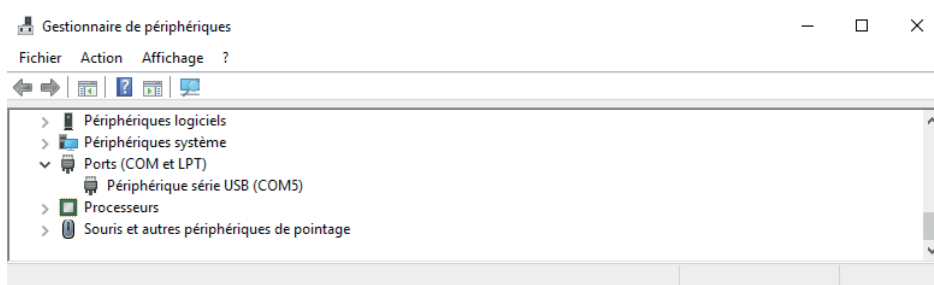 Gestionnaire de périphériques
Fichier Action Affichage ?
Périphériques logiciels
Périphériques système
Ports (COM et LPT)
Périphérique série USB (COM5)
Processeurs
Souris et autres périphériques de pointage